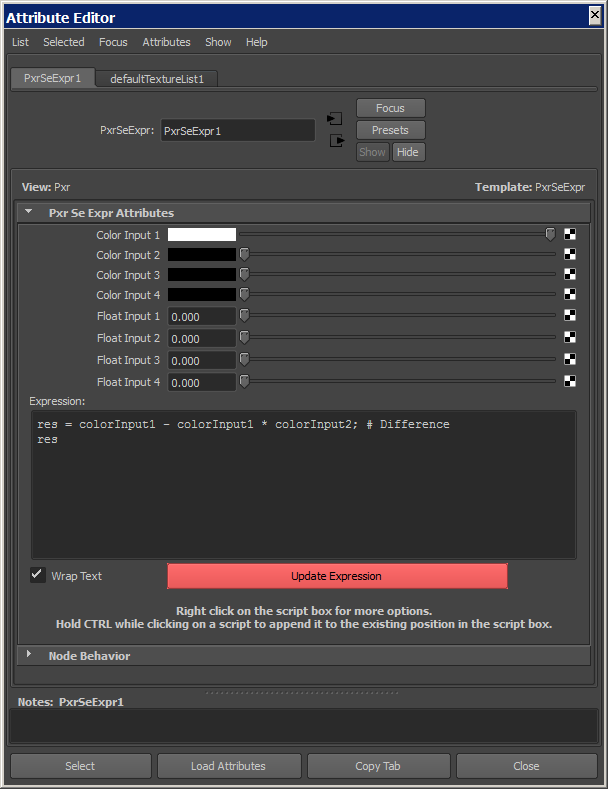 Attribute Editor
List Selected Focus Attributes Show Help
PxrSeExpr1 defaultTextureList1
Focus
PxrSeExpr: PxrSeExpr1
Presets
Show Hide
View: Pxr Template: PxrSeExpr
Pxr Se Expr Attributes
Color Input 1
Color Input 2
Color Input 3
Color Input 4
Float Input 1 0.000
Float Input 2 0.000
Float Input 3 0.000
Float Input 4 0.000
Expression:
res = colorInput1 - colorInput1 * colorInput2; # Difference
res
Wrap Text Update Expression
Right click on the script box for more options.
Hold CTRL while clicking on a script to append it to the existing position in the script box.
Node Behavior
Notes: PxrSeExpr1
Select Load Attributes Copy Tab Close